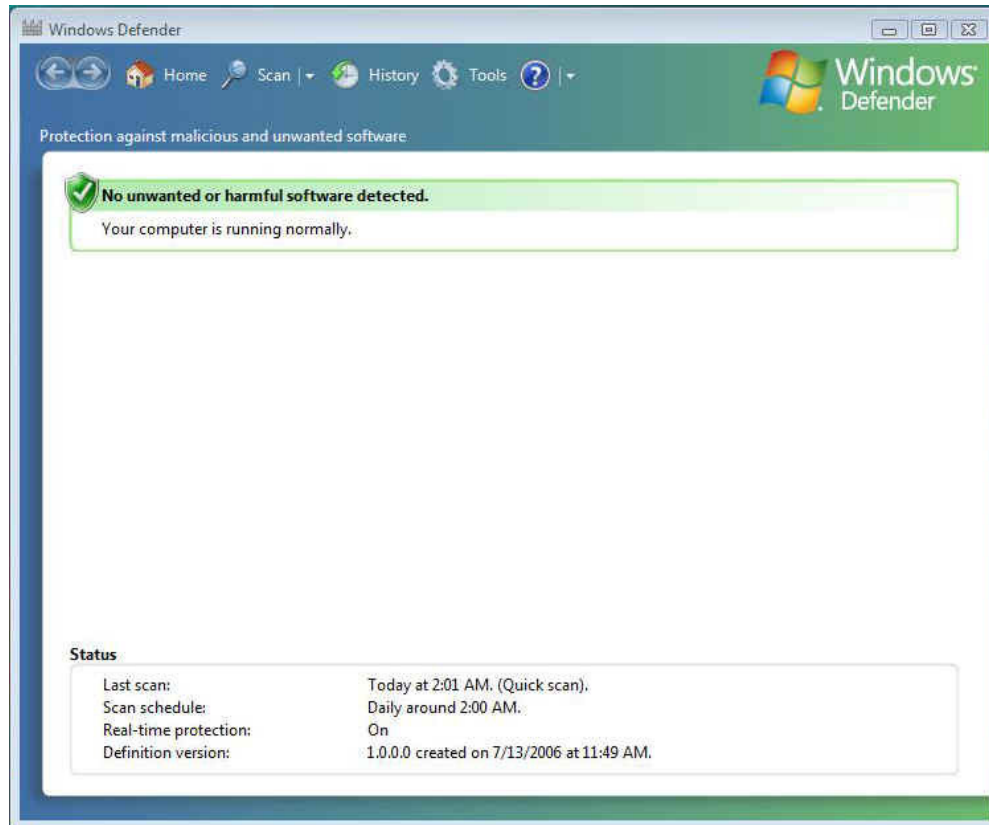 Windows Defender
Home Scan History Tools ?
Windows
Defender
Protection against malicious and unwanted software
No unwanted or harmful software detected.
Your computer is running normally.
Status
Last scan: Today at 2:01 AM. (Quick scan).
Scan schedule: Daily around 2:00 AM.
Real-time protection: On
Definition version: 1.0.0.0 created on 7/13/2006 at 11:49 AM.